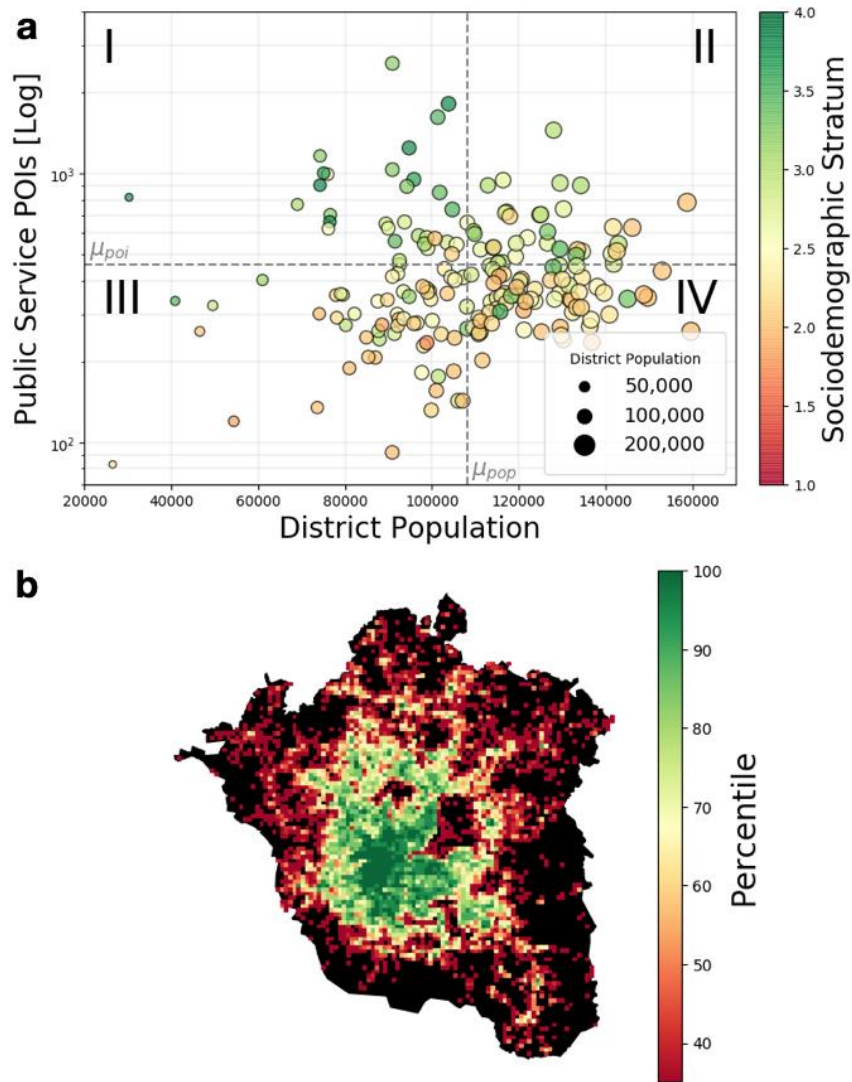 a
I
II
III
IV
Public Service POIs [Log]
10³
10²
μpoi
μpop
20000 40000 60000 80000 100000 120000 140000 160000
District Population
District Population
50,000
100,000
200,000
4.0
3.5
3.0
2.5
2.0
1.5
1.0
Sociodemographic Stratum
b
100
90
80
70
60
50
40
Percentile